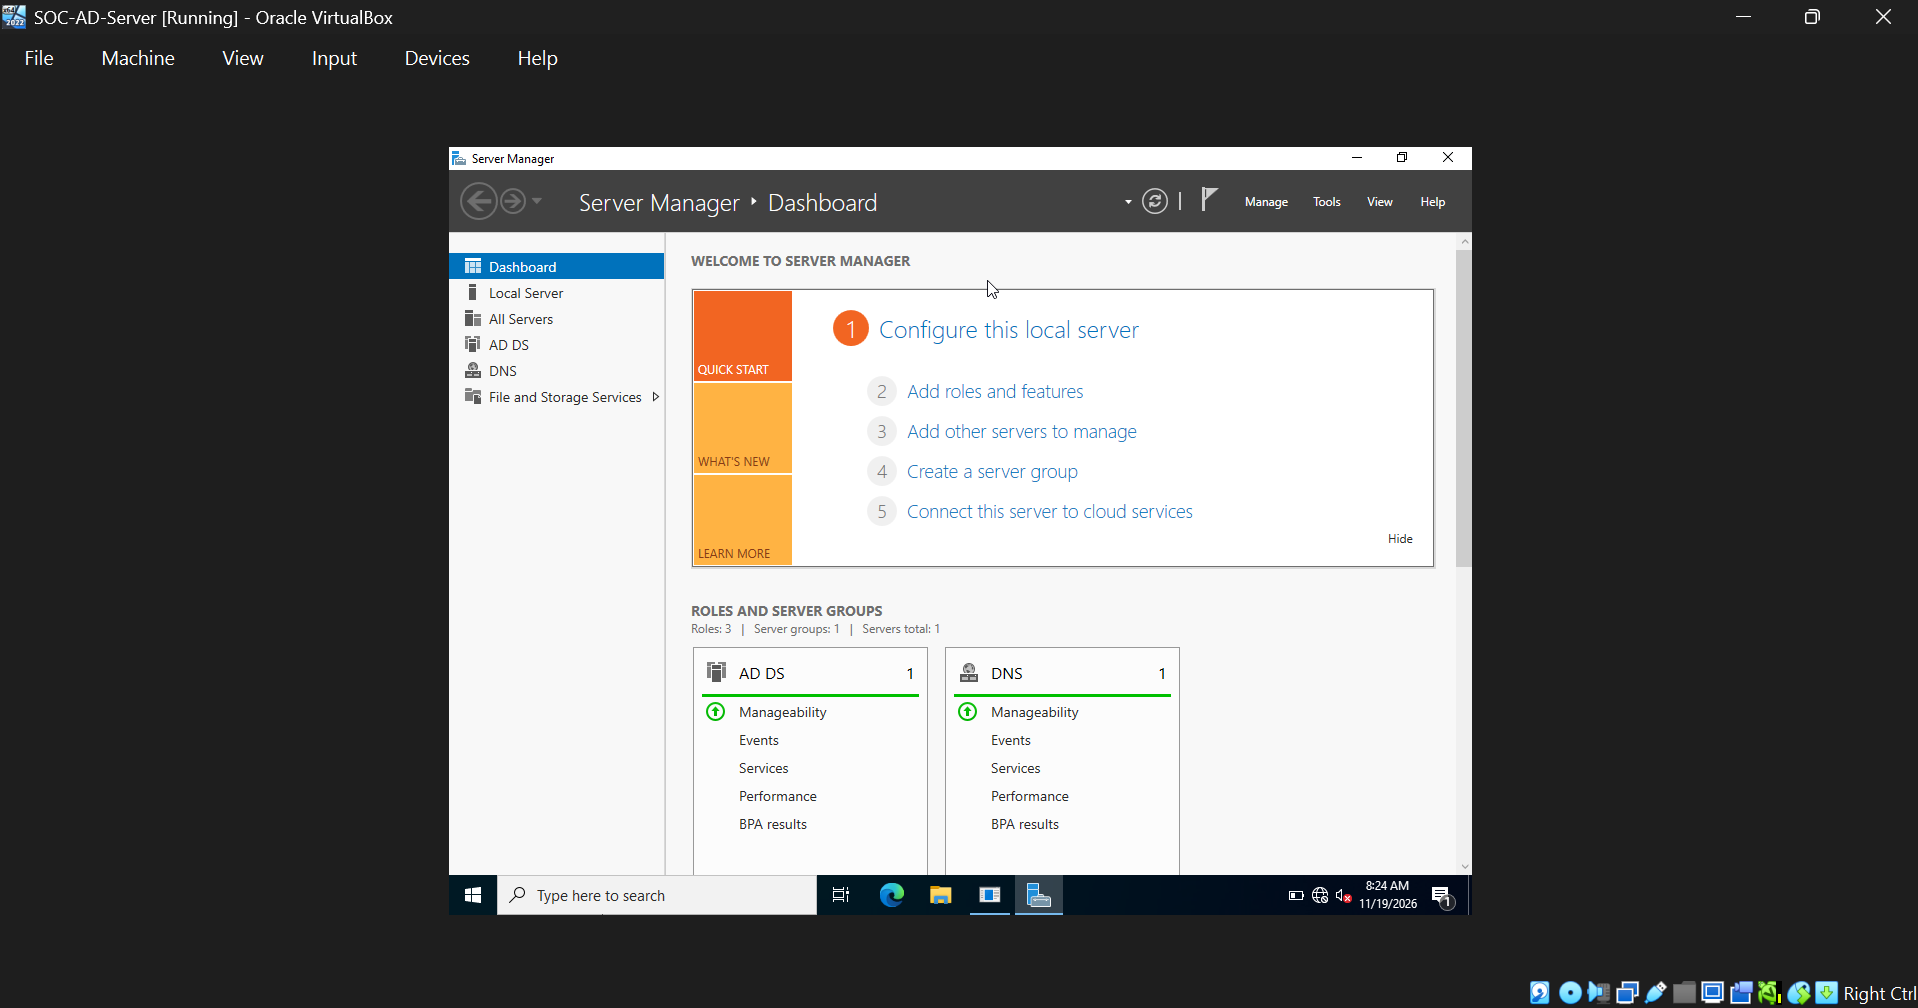 SOC-AD-Server [Running] - Oracle VirtualBox
File Machine View Input Devices Help
Server Manager
Server Manager ‣ Dashboard
Manage Tools View Help
Dashboard
Local Server
All Servers
AD DS
DNS
File and Storage Services
WELCOME TO SERVER MANAGER
QUICK START
WHAT'S NEW
LEARN MORE
1 Configure this local server
2 Add roles and features
3 Add other servers to manage
4 Create a server group
5 Connect this server to cloud services
Hide
ROLES AND SERVER GROUPS
Roles: 3 | Server groups: 1 | Servers total: 1
AD DS 1
Manageability
Events
Services
Performance
BPA results
DNS 1
Manageability
Events
Services
Performance
BPA results
Type here to search
8:24 AM
11/19/2026
1
Right Ctrl